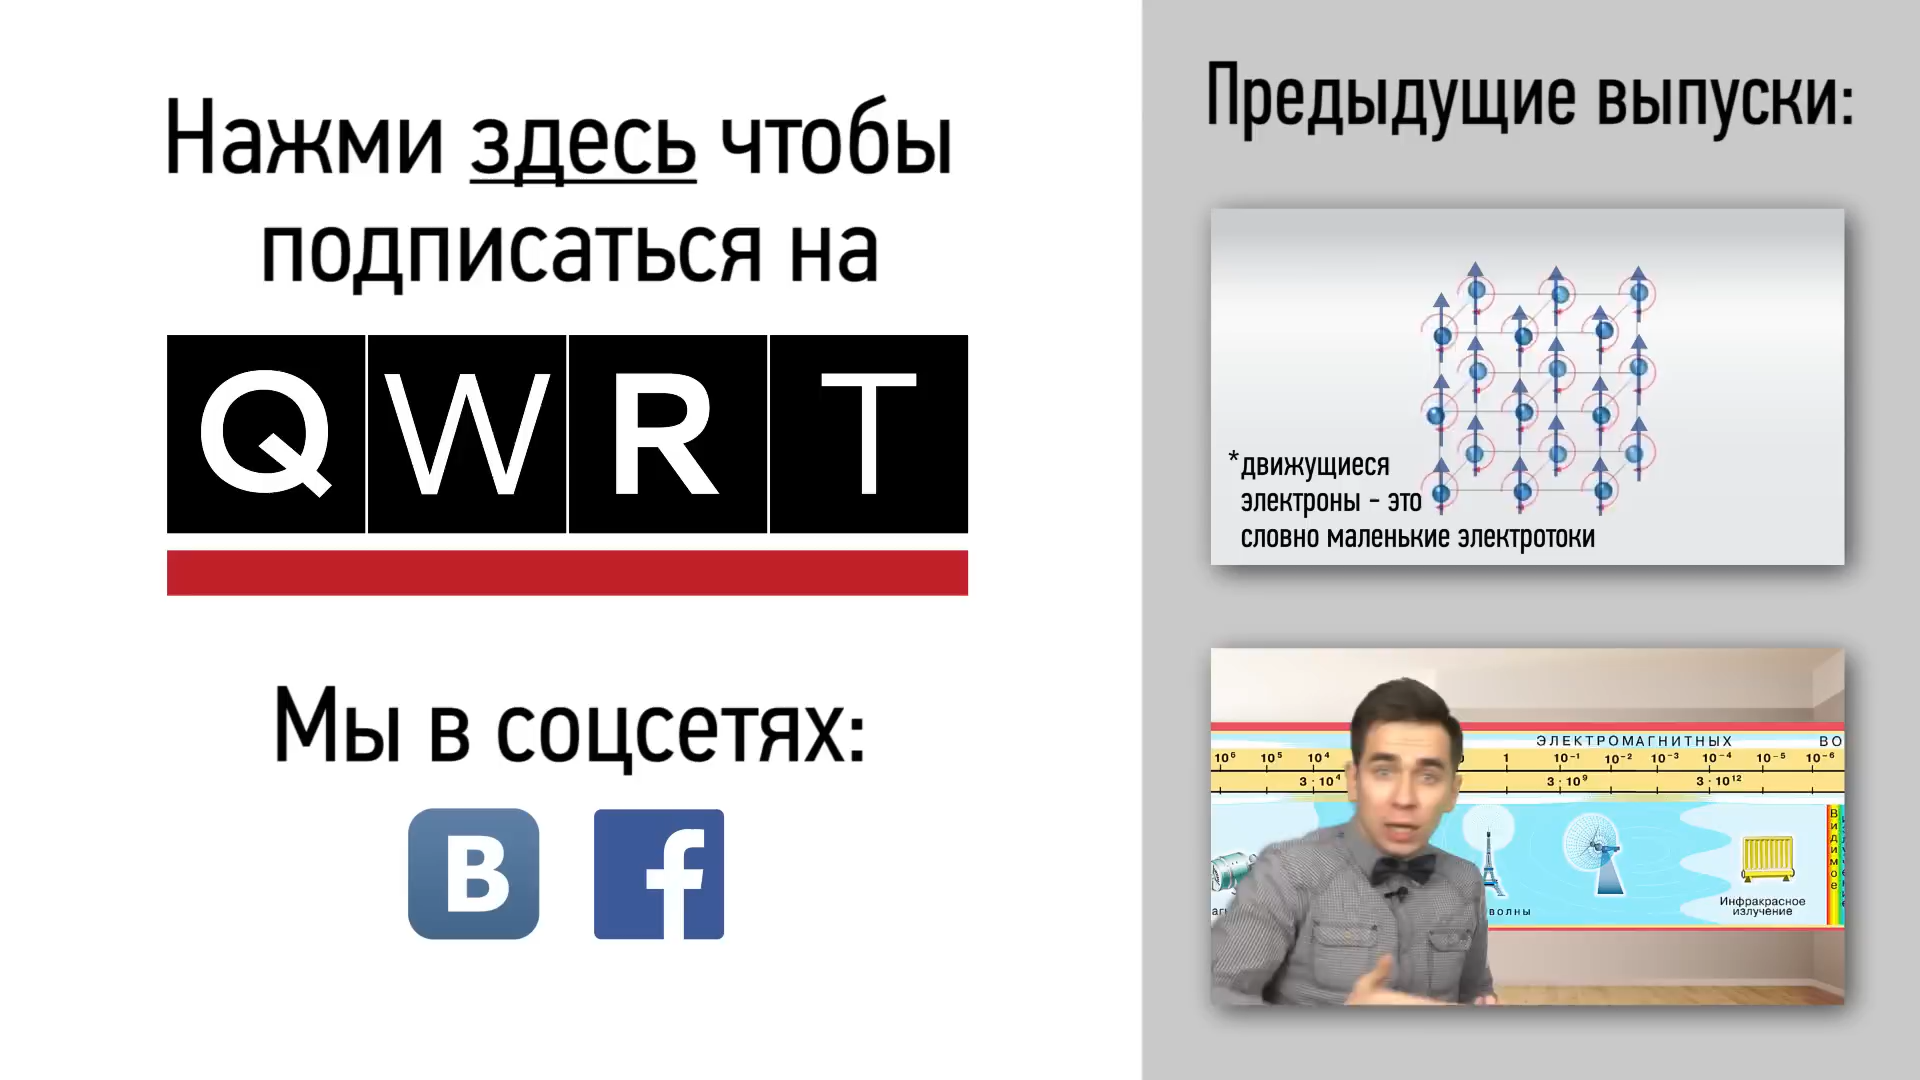 Нажми здесь чтобы
подписаться на
QWRT
Мы в соцсетях:
В f
Предыдущие выпуски:
*движущиеся
электроны - это
словно маленькие электротоки
ЭЛЕКТРОМАГНИТНЫХ ВО
10⁶ 10⁵ 10⁴ 1 10⁻¹ 10⁻² 10⁻³ 10⁻⁴ 10⁻⁵ 10⁻⁶
3·10⁴ 3·10⁹ 3·10¹²
Видимое
Инфракрасное
излучение
волны